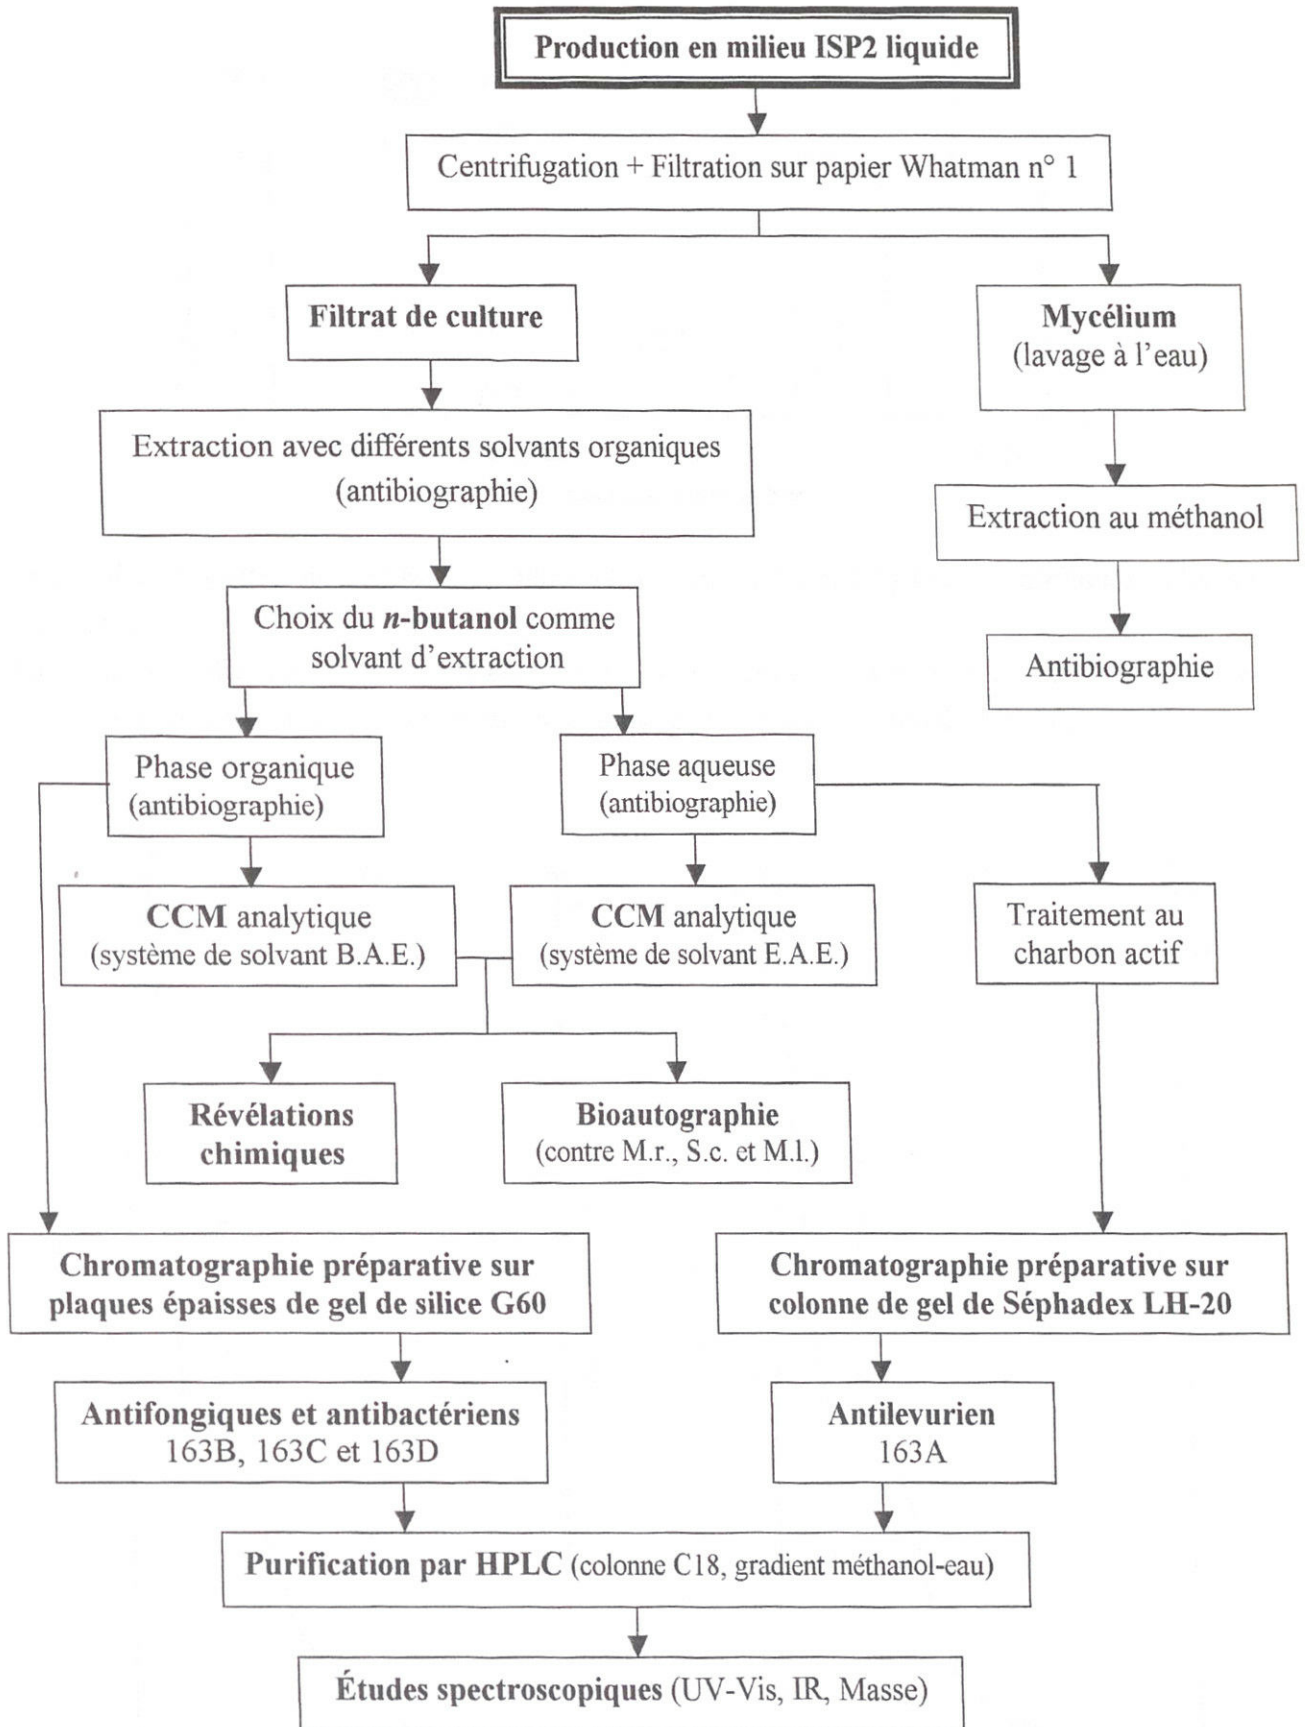 Production en milieu ISP2 liquide
Centrifugation + Filtration sur papier Whatman n° 1
Filtrat de culture
Mycélium
(lavage à l'eau)
Extraction avec différents solvants organiques
(antibiographie)
Extraction au méthanol
Choix du n-butanol comme
solvant d'extraction
Antibiographie
Phase organique
(antibiographie)
Phase aqueuse
(antibiographie)
CCM analytique
(système de solvant B.A.E.)
CCM analytique
(système de solvant E.A.E.)
Traitement au
charbon actif
Révélations
chimiques
Bioautographie
(contre M.r., S.c. et M.l.)
Chromatographie préparative sur
plaques épaisses de gel de silice G60
Chromatographie préparative sur
colonne de gel de Séphadex LH-20
Antifongiques et antibactériens
163B, 163C et 163D
Antilevurien
163A
Purification par HPLC (colonne C18, gradient méthanol-eau)
Études spectroscopiques (UV-Vis, IR, Masse)